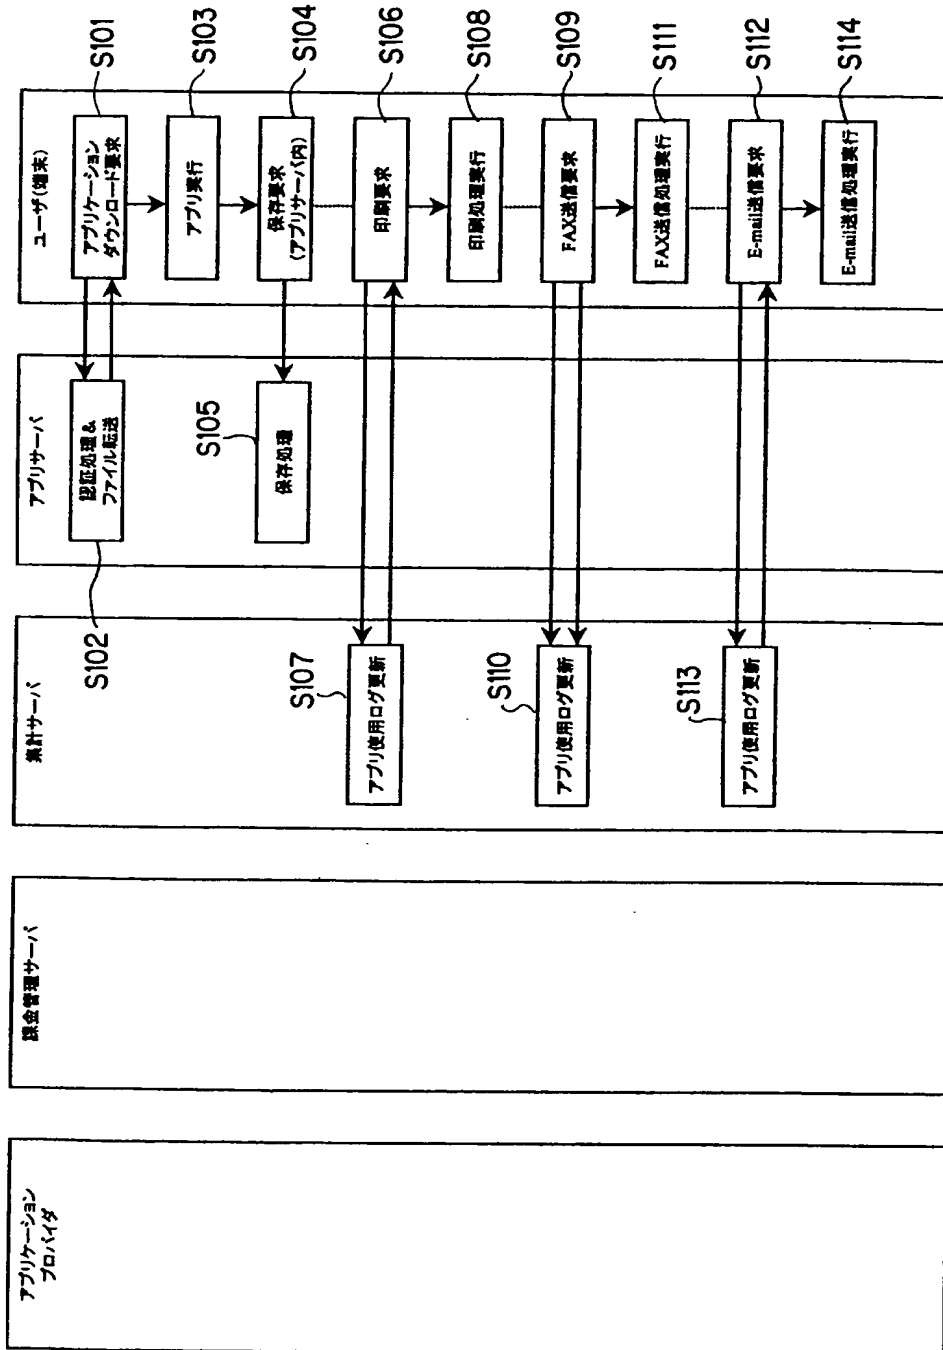 アプリケーション
プロバイダ
課金管理サーバ
集計サーバ
アプリサーバ
ユーザ(端末)
アプリケーション
ダウンロード要求
S101
認証処理&
ファイル転送
S102
アプリ実行
S103
保存要求
(アプリサーバ内)
S104
保存処理
S105
印刷要求
S106
アプリ使用ログ更新
S107
印刷処理実行
S108
FAX送信要求
S109
アプリ使用ログ更新
S110
FAX送信処理実行
S111
E-mail送信要求
S112
アプリ使用ログ更新
S113
E-mail送信処理実行
S114